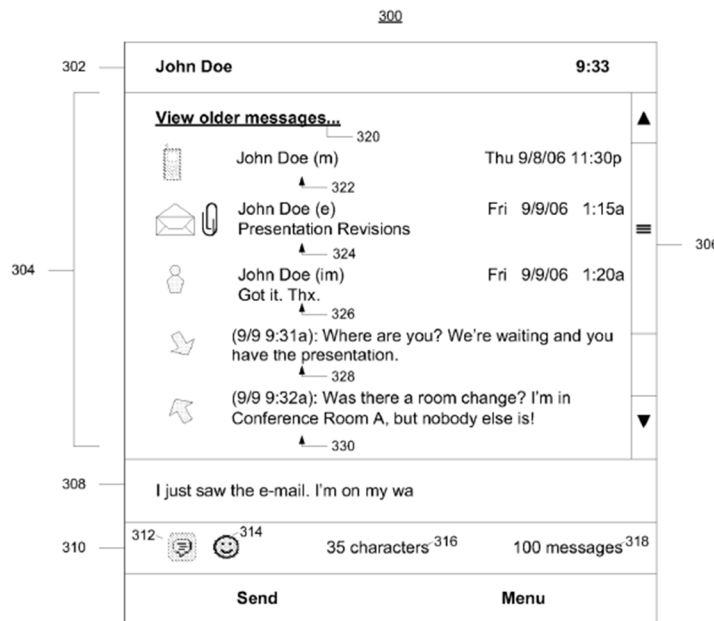 300
302 John Doe 9:33
View older messages...
320
John Doe (m) Thu 9/8/06 11:30p
322
John Doe (e) Fri 9/9/06 1:15a
Presentation Revisions
324
306
304
John Doe (im) Fri 9/9/06 1:20a
Got it. Thx.
326
(9/9 9:31a): Where are you? We're waiting and you
have the presentation.
328
(9/9 9:32a): Was there a room change? I'm in
Conference Room A, but nobody else is!
330
308 I just saw the e-mail. I'm on my wa
312 314
310 35 characters 316 100 messages 318
Send Menu